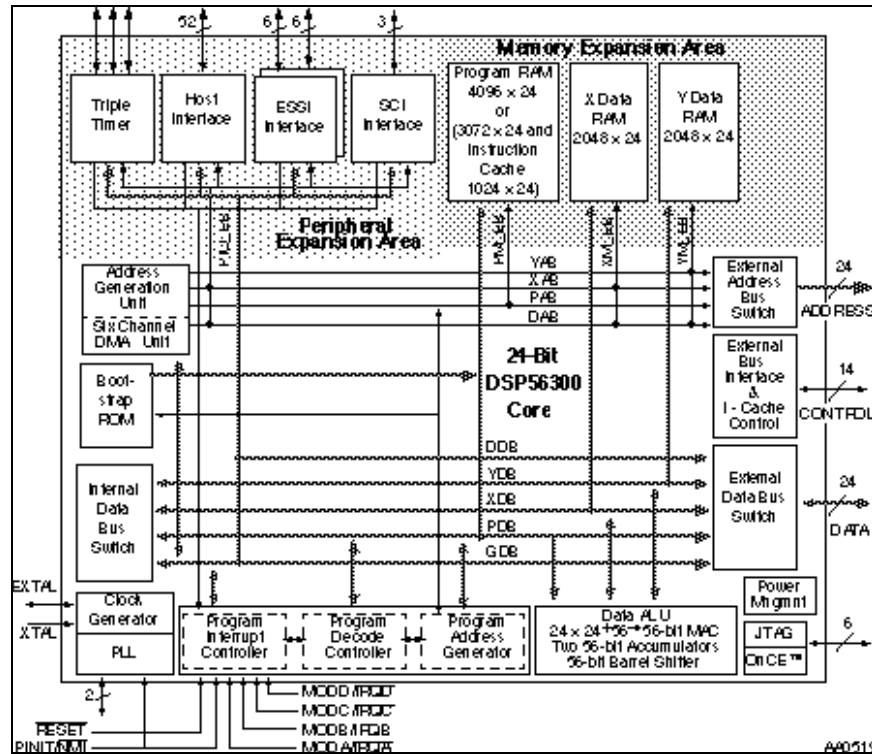 52
6
6
3
Memory Expansion Area
Triple
Timer
Host
Interface
ESSI
Interface
SCI
Interface
Program RAM
4096 x 24
or
(3072 x 24 and
Instruction
Cache
1024 x 24)
X Data
RAM
2048 x 24
Y Data
RAM
2048 x 24
Peripheral
Expansion Area
PIO_EB
PM_EB
XM_EB
YM_EB
Address
Generation
Unit
Six Channel
DMA Unit
YAB
XAB
PAB
DAB
External
Address
Bus
Switch
24
ADDRESS
Boot-
strap
ROM
24-Bit
DSP56300
Core
External
Bus
Interface
&
I - Cache
Control
14
CONTROL
DDB
YDB
XDB
PDB
GDB
Internal
Data
Bus
Switch
External
Data Bus
Switch
24
DATA
EXTAL
XTAL
Clock
Generator
PLL
Program
Interrupt
Controller
Program
Decode
Controller
Program
Address
Generator
Data ALU
24 x 24+56→56-bit MAC
Two 56-bit Accumulators
56-bit Barrel Shifter
Power
Mngmnt
JTAG
OnCE™
6
2
RESET
PINIT/NMI
MODD/IRQD
MODC/IRQC
MODB/IRQB
MODA/IRQA
AA0519